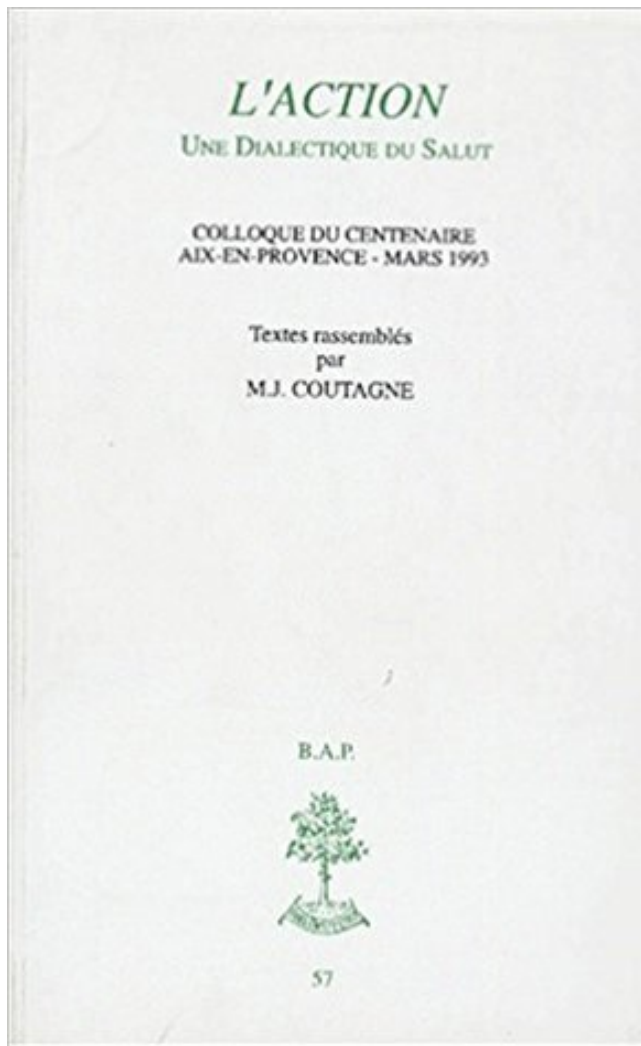 L'ACTION
UNE DIALECTIQUE DU SALUT
COLLOQUE DU CENTENAIRE
AIX-EN-PROVENCE - MARS 1993
Textes rassemblés
par
M.J. COUTAGNE
B.A.P.
57